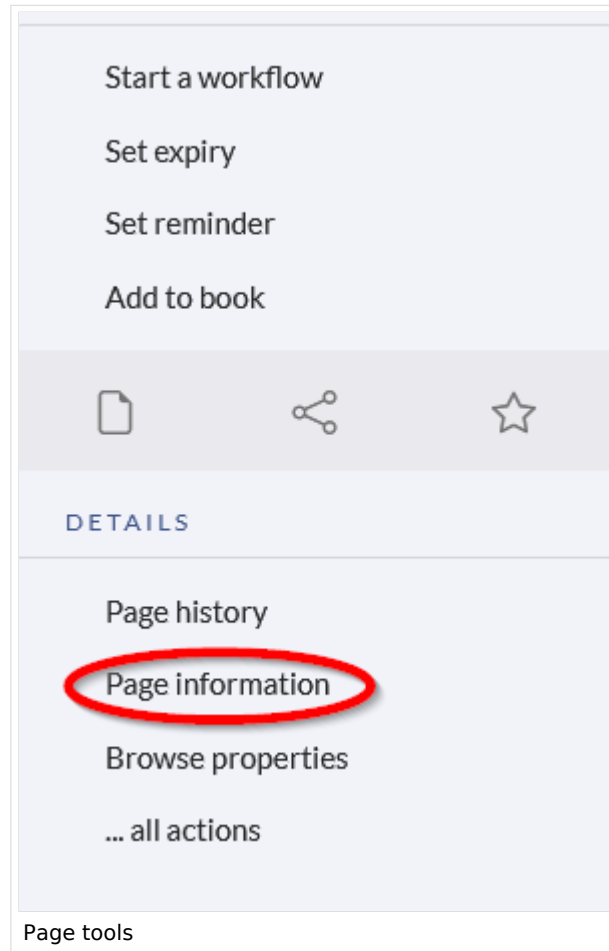 Start a workflow
Set expiry
Set reminder
Add to book
DETAILS
Page history
Page information
Browse properties
... all actions
Page tools